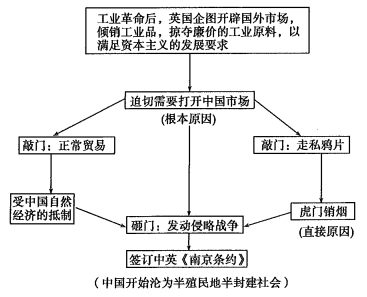 工业革命后，英国企图开辟国外市场，
倾销工业品，掠夺廉价的工业原料，以
满足资本主义的发展要求
迫切需要打开中国市场
(根本原因)
敲门：正常贸易
敲门：走私鸦片
受中国自然
经济的抵制
砸门：发动侵略战争
虎门销烟
(直接原因)
签订中英《南京条约》
(中国开始沦为半殖民地半封建社会)